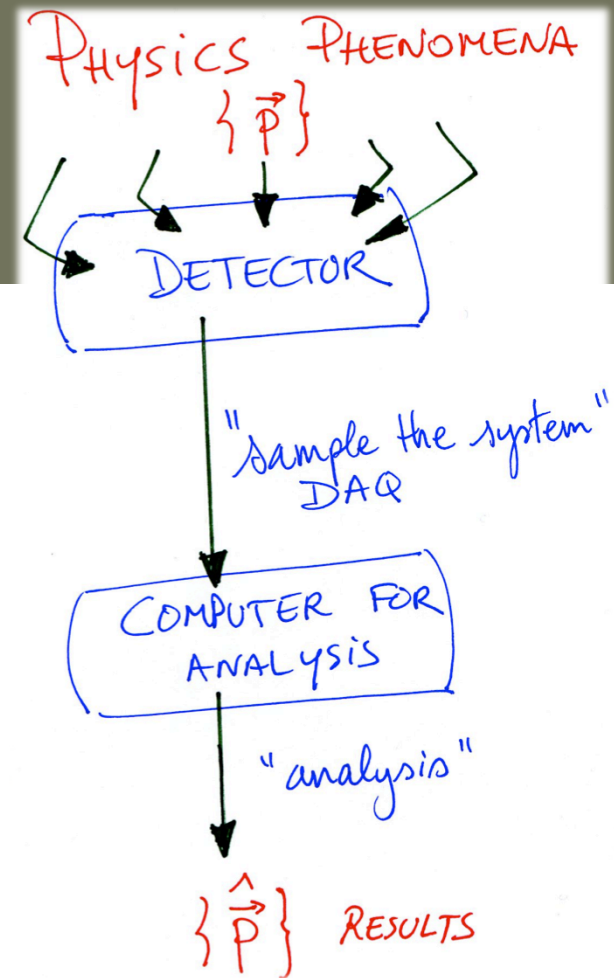 PHYSICS PHENOMENA
{p⃗}
DETECTOR
"sample the system"
DAQ
COMPUTER FOR
ANALYSIS
"analysis"
{p̂⃗} RESULTS